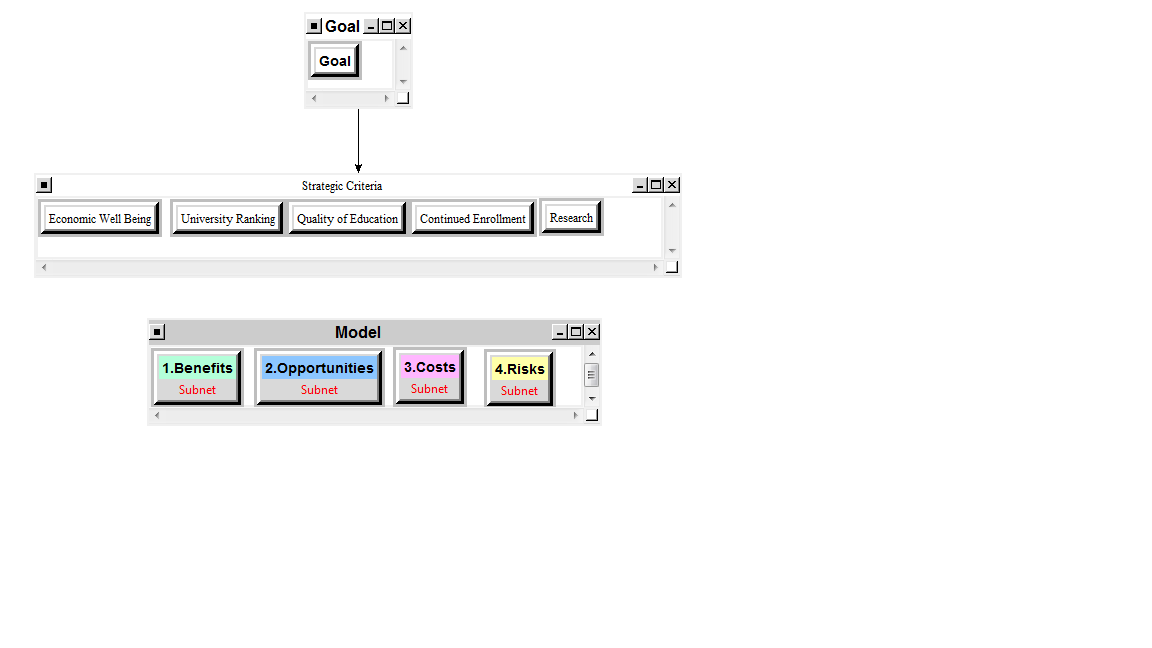 Goal
Goal
Strategic Criteria
Economic Well Being
University Ranking
Quality of Education
Continued Enrollment
Research
Model
1.Benefits
Subnet
2.Opportunities
Subnet
3.Costs
Subnet
4.Risks
Subnet